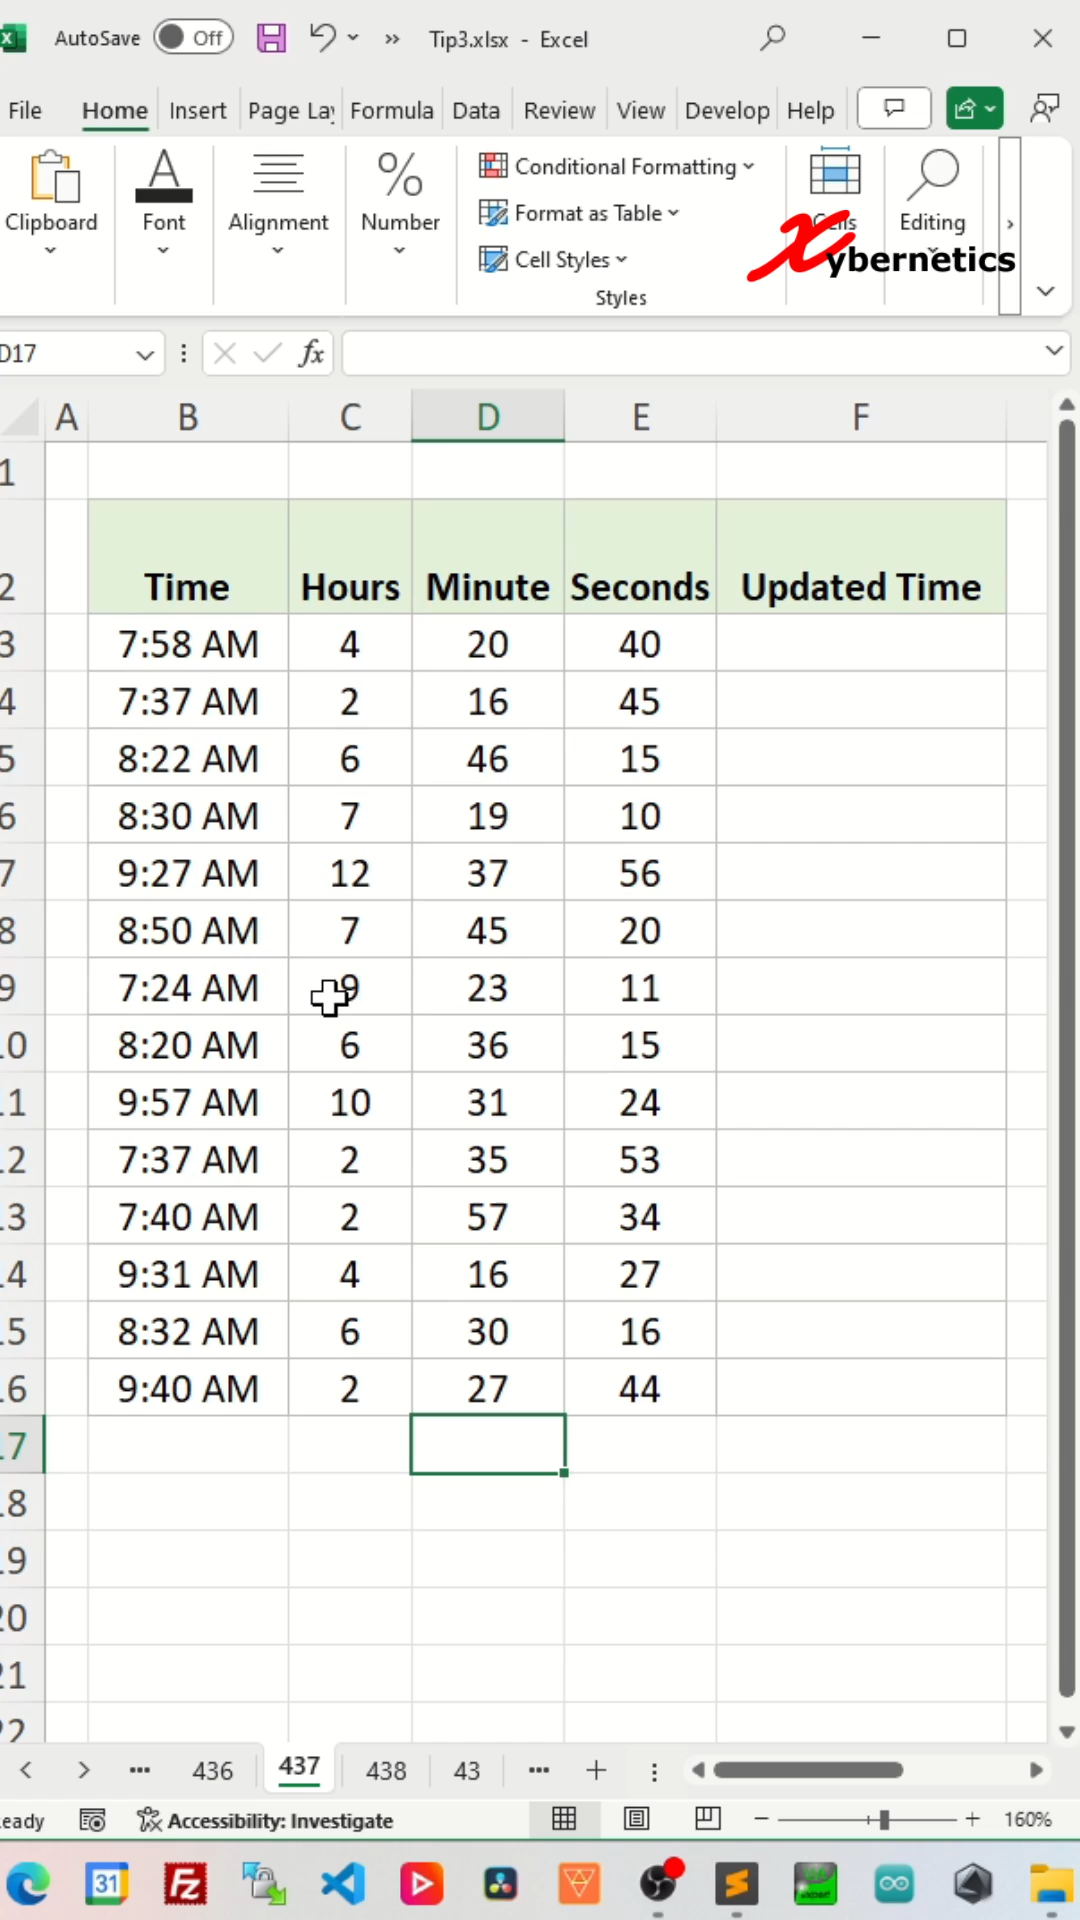 AutoSave Off Tip3.xlsx - Excel
File Home Insert Page Lay Formula Data Review View Develop Help
Clipboard Font Alignment Number Conditional Formatting Format as Table Cell Styles Styles Cells Editing
Xybernetics
D17 fx
A B C D E F
1
2 Time Hours Minute Seconds Updated Time
3 7:58 AM 4 20 40
4 7:37 AM 2 16 45
5 8:22 AM 6 46 15
6 8:30 AM 7 19 10
7 9:27 AM 12 37 56
8 8:50 AM 7 45 20
9 7:24 AM 9 23 11
10 8:20 AM 6 36 15
11 9:57 AM 10 31 24
12 7:37 AM 2 35 53
13 7:40 AM 2 57 34
14 9:31 AM 4 16 27
15 8:32 AM 6 30 16
16 9:40 AM 2 27 44
17
18
19
20
21
22
436 437 438 43
eady Accessibility: Investigate 160%
31 FZ